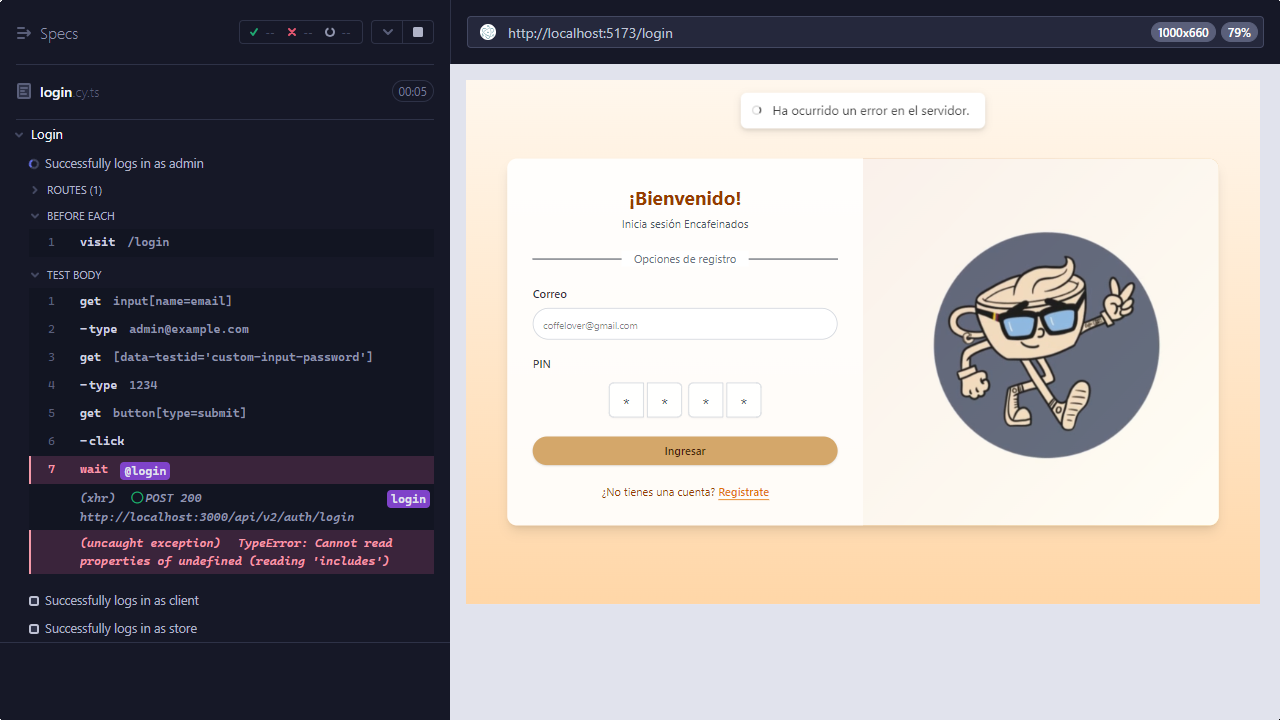 Specs
-- -- --
login.cy.ts
00:05
Login
Successfully logs in as admin
ROUTES (1)
BEFORE EACH
1 visit /login
TEST BODY
1 get input[name=email]
2 -type admin@example.com
3 get [data-testid='custom-input-password']
4 -type 1234
5 get button[type=submit]
6 -click
7 wait @login
(xhr) POST 200 login
http://localhost:3000/api/v2/auth/login
(uncaught exception) TypeError: Cannot read
properties of undefined (reading 'includes')
Successfully logs in as client
Successfully logs in as store
http://localhost:5173/login
1000x660 79%
Ha ocurrido un error en el servidor.
¡Bienvenido!
Inicia sesión Encafeinados
Opciones de registro
Correo
coffelover@gmail.com
PIN
* * * *
Ingresar
¿No tienes una cuenta? Registrate